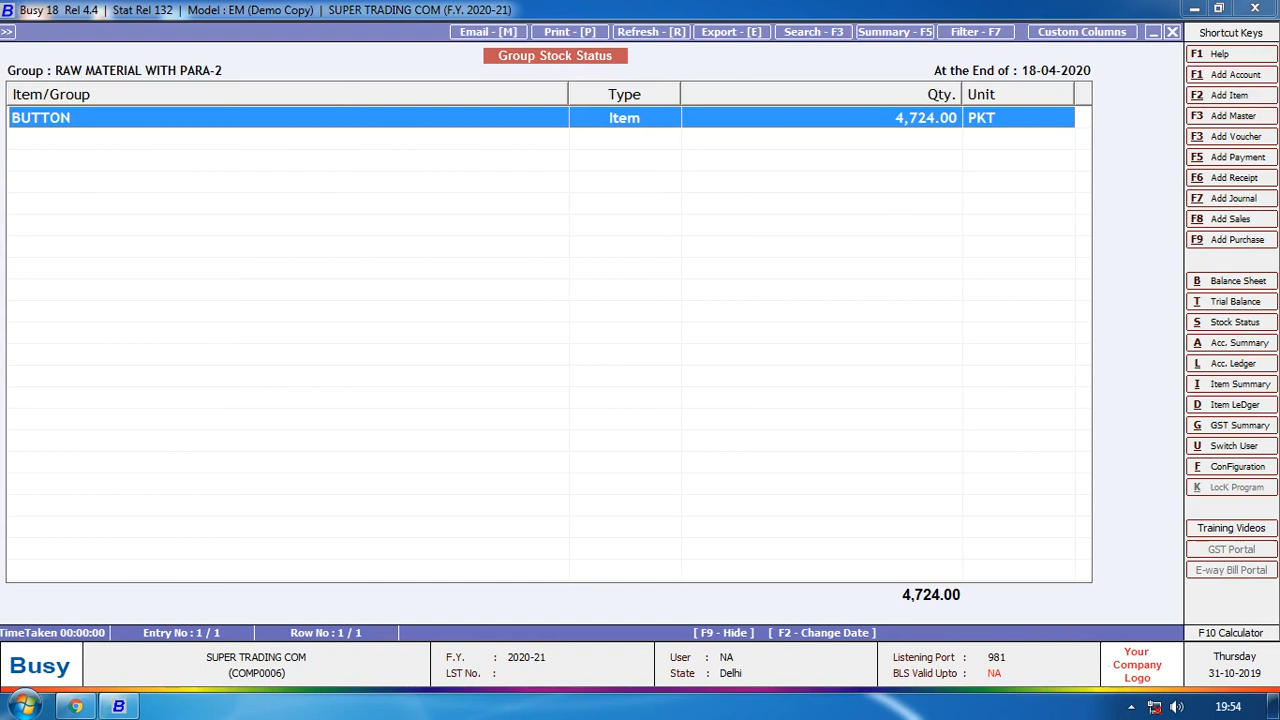 Busy 18 Rel 4.4 | Stat Rel 132 | Model : EM (Demo Copy) | SUPER TRADING COM (F.Y. 2020-21)
>> Email - [M] Print - [P] Refresh - [R] Export - [E] Search - F3 Summary - F5 Filter - F7 Custom Columns
Group Stock Status
Group : RAW MATERIAL WITH PARA-2 At the End of : 18-04-2020
Item/Group Type Qty. Unit
BUTTON Item 4,724.00 PKT
4,724.00
TimeTaken 00:00:00 Entry No : 1 / 1 Row No : 1 / 1 [ F9 - Hide ] [ F2 - Change Date ]
Busy
SUPER TRADING COM
(COMP0006)
F.Y. : 2020-21
LST No. :
User : NA
State : Delhi
Listening Port : 981
BLS Valid Upto : NA
Your
Company
Logo
Shortcut Keys
F1 Help
F1 Add Account
F2 Add Item
F3 Add Master
F3 Add Voucher
F5 Add Payment
F6 Add Receipt
F7 Add Journal
F8 Add Sales
F9 Add Purchase
B Balance Sheet
T Trial Balance
S Stock Status
A Acc. Summary
L Acc. Ledger
I Item Summary
D Item LeDger
G GST Summary
U Switch User
F ConFiguration
K LocK Program
Training Videos
GST Portal
E-way Bill Portal
F10 Calculator
Thursday
31-10-2019
B
19:54